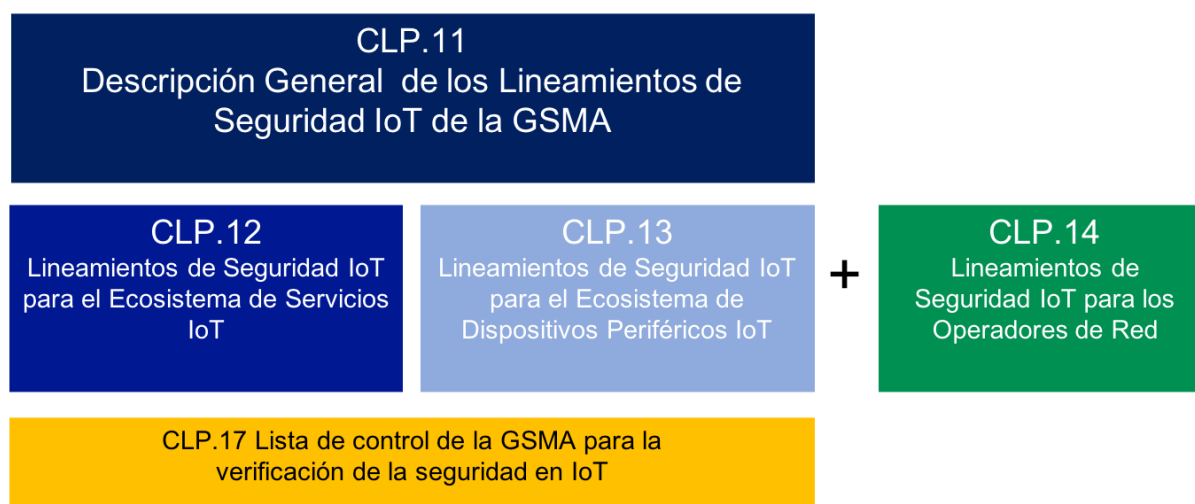 CLP.11
Descripción General de los Lineamientos de
Seguridad IoT de la GSMA
CLP.12
Lineamientos de Seguridad IoT
para el Ecosistema de Servicios
IoT
CLP.13
Lineamientos de Seguridad IoT
para el Ecosistema de
Dispositivos Periféricos IoT
+
CLP.14
Lineamientos de
Seguridad IoT para los
Operadores de Red
CLP.17 Lista de control de la GSMA para la
verificación de la seguridad en IoT